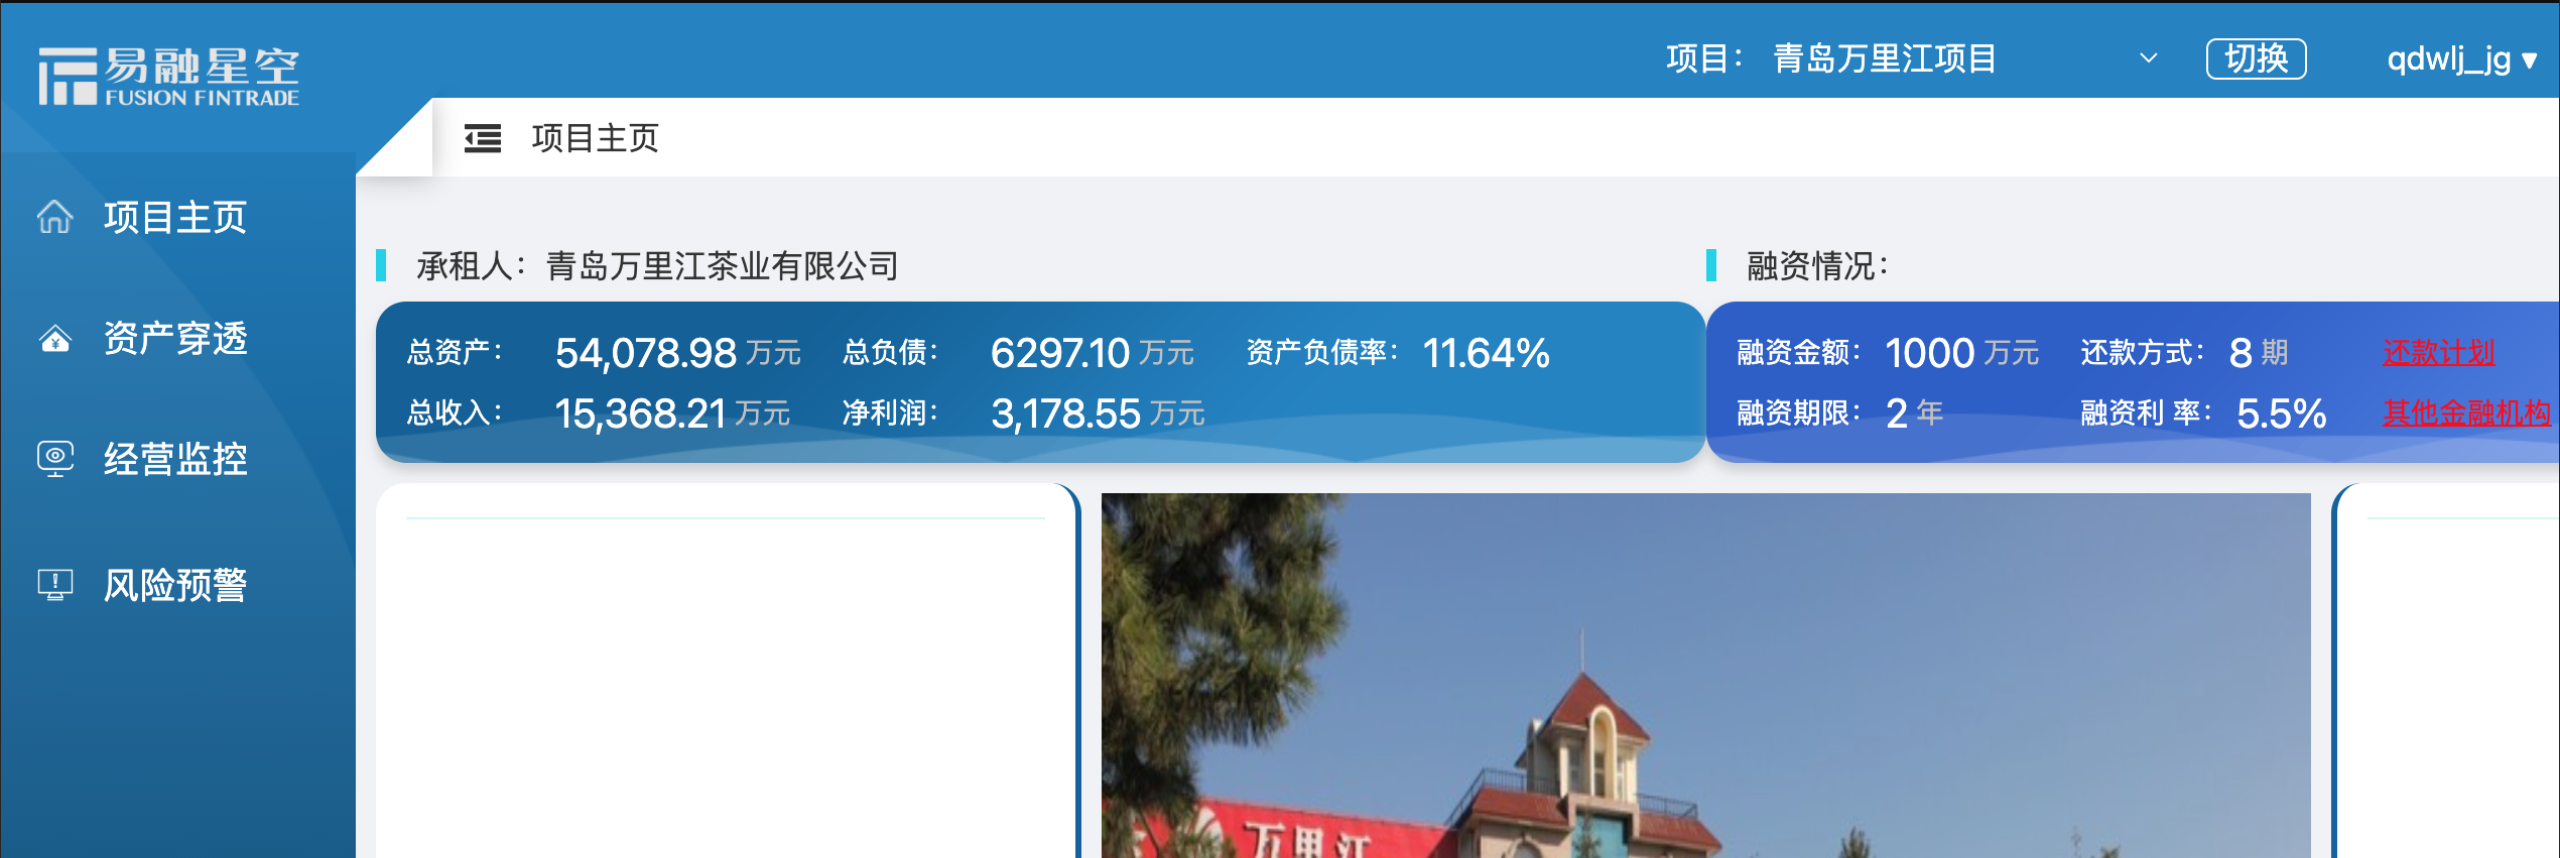 易融星空
FUSION FINTRADE
项目： 青岛万里江项目 切换 qdwlj_jg ▼
项目主页
项目主页
资产穿透
经营监控
风险预警
承租人：青岛万里江茶业有限公司
总资产： 54,078.98 万元 总负债： 6297.10 万元 资产负债率： 11.64%
总收入： 15,368.21 万元 净利润： 3,178.55 万元
融资情况：
融资金额： 1000 万元 还款方式： 8 期 还款计划
融资期限： 2 年 融资利 率： 5.5% 其他金融机构
万里江